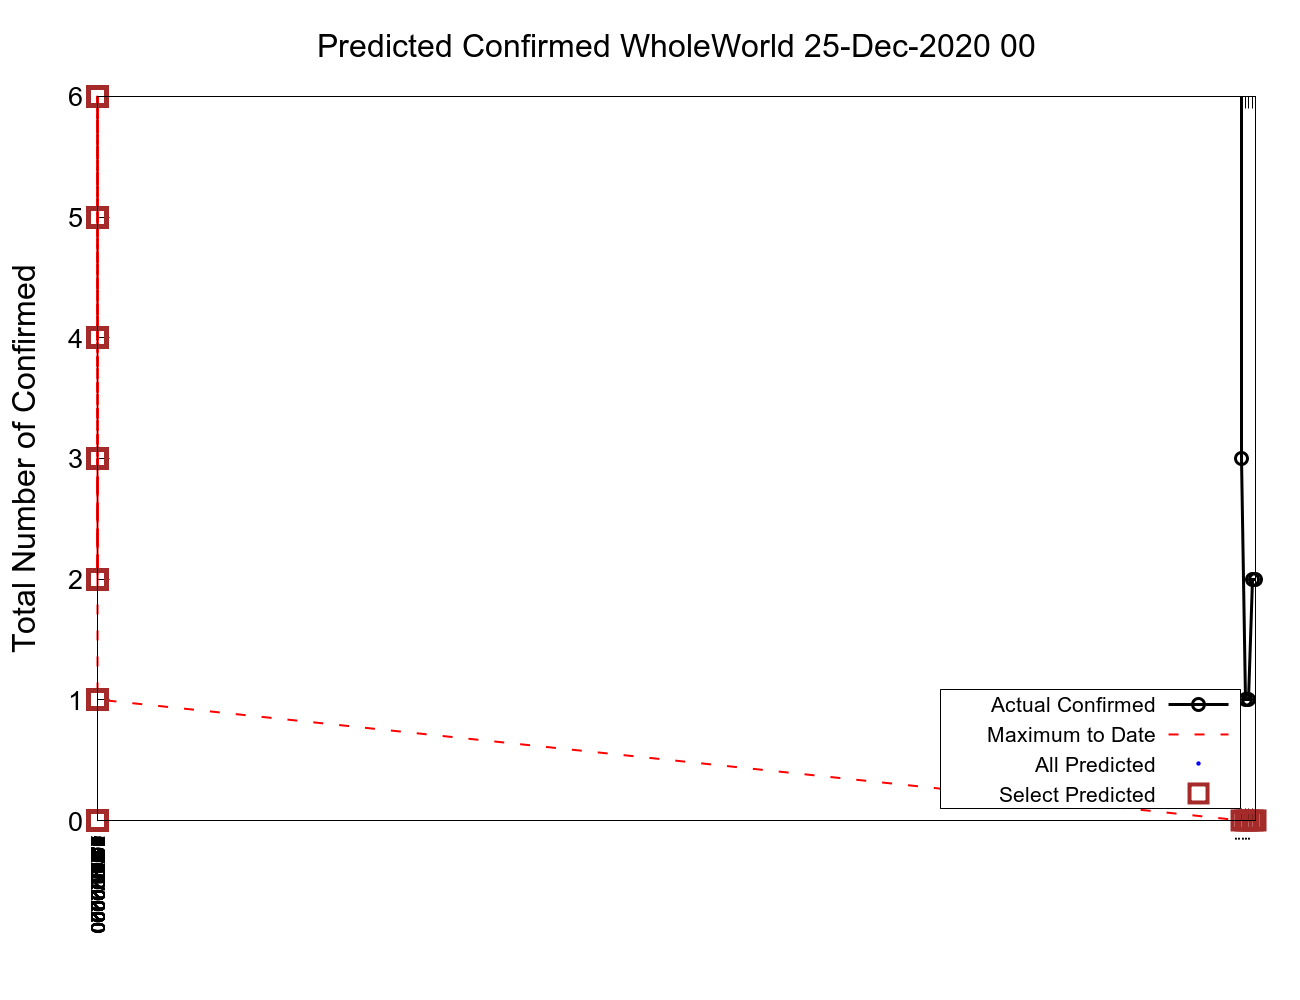 Predicted Confirmed WholeWorld 25-Dec-2020 00
Total Number of Confirmed
6
5
4
3
2
1
0
Actual Confirmed
Maximum to Date
All Predicted
Select Predicted